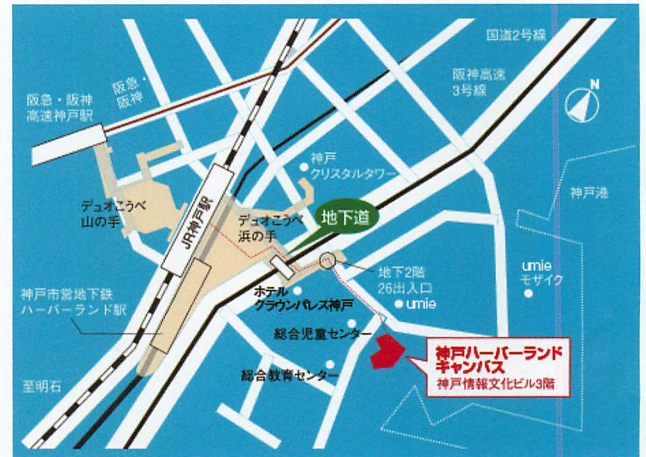 国道2号線
阪神高速
3号線
N
阪急・阪神
高速神戸駅
阪急・
阪神
神戸
クリスタルタワー
神戸港
デュオこうべ
山の手
JR神戸駅
デュオこうべ
浜の手
地下道
地下2階
26出入口
umie
モザイク
神戸市営地下鉄
ハーバーランド駅
ホテル
クラウンパレス神戸
umie
総合児童センター
総合教育センター
神戸ハーバーランド
キャンパス
神戸情報文化ビル3階
至明石